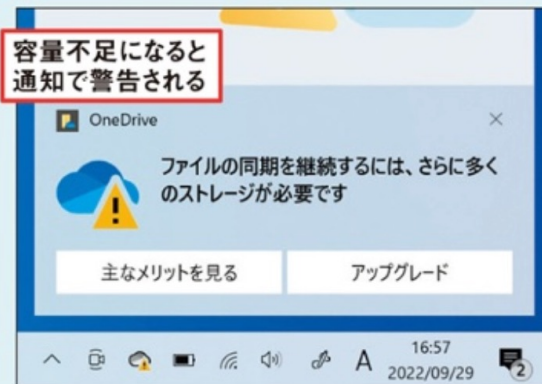 容量不足になると
通知で警告される
OneDrive
ファイルの同期を継続するには、さらに多く
のストレージが必要です
主なメリットを見る
アップグレード
A
16:57
2022/09/29
2